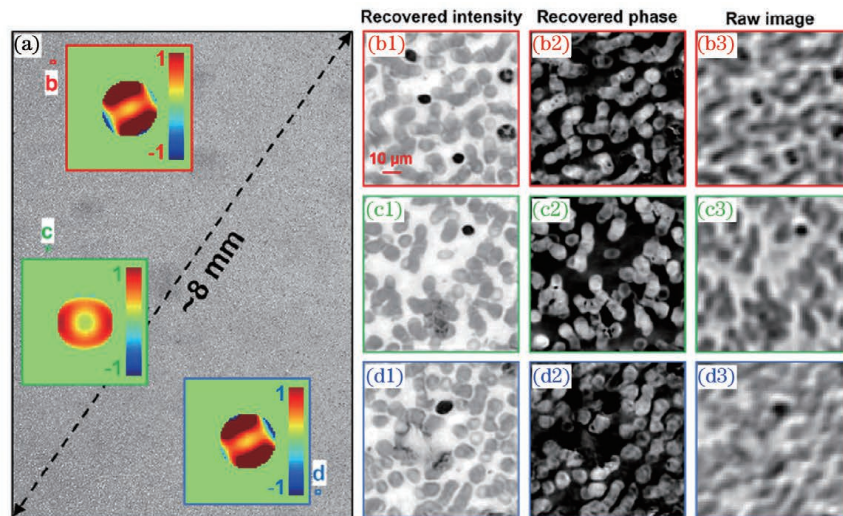 Recovered intensity Recovered phase Raw image
(a)
1
-1
b
c
1
-1
~8 mm
1
-1
d
(b1) (b2) (b3)
10 μm
(c1) (c2) (c3)
(d1) (d2) (d3)